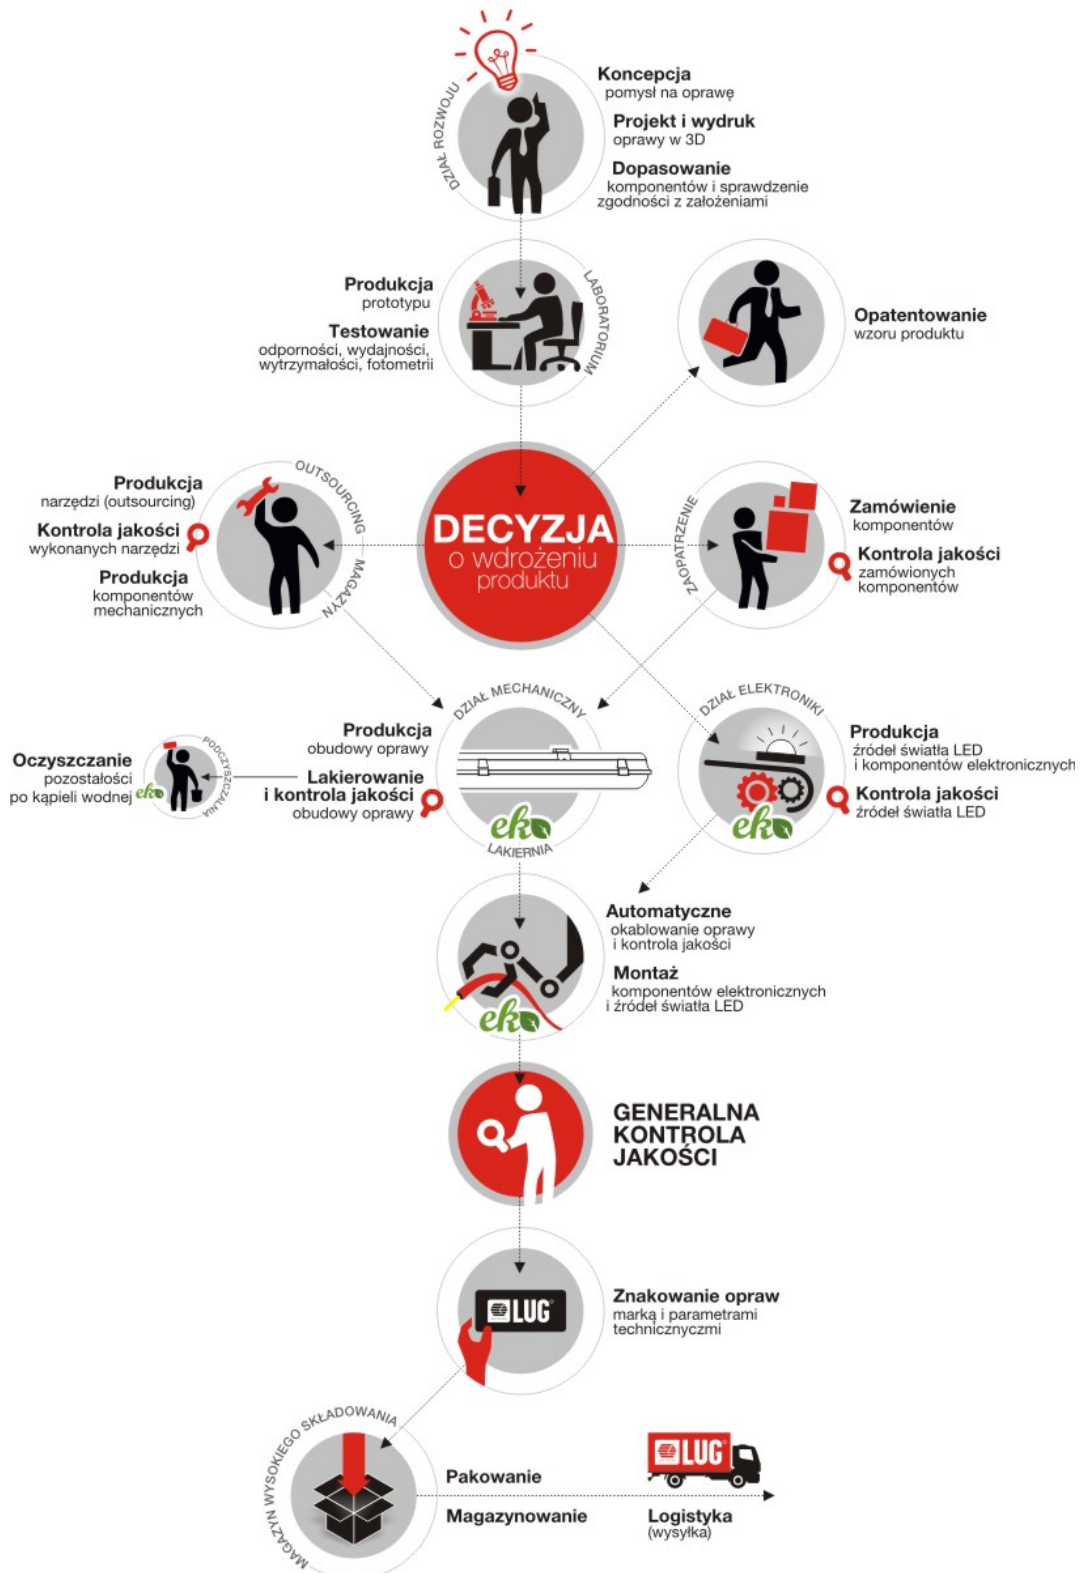 DZIAŁ ROZWOJU
Koncepcja
pomysł na oprawę
Projekt i wydruk
oprawy w 3D
Dopasowanie
komponentów i sprawdzenie
zgodności z założeniami
Produkcja
prototypu
Testowanie
odporności, wydajności,
wytrzymałości, fotometrii
LABORATORIUM
Opatentowanie
wzoru produktu
Produkcja
narzędzi (outsourcing)
Kontrola jakości
wykonanych narzędzi
Produkcja
komponentów
mechanicznych
OUTSOURCING
MAGAZYN
DECYZJA
o wdrożeniu
produktu
ZAOPATRZENIE
Zamówienie
komponentów
Kontrola jakości
zamówionych
komponentów
Oczyszczanie
pozostałości
po kąpieli wodnej
eko
PODCZYSZCZALNIA
Produkcja
obudowy oprawy
Lakierowanie
i kontrola jakości
obudowy oprawy
DZIAŁ MECHANICZNY
eko
LAKIERNIA
DZIAŁ ELEKTRONIKI
eko
Produkcja
źródeł światła LED
i komponentów elektronicznych
Kontrola jakości
źródeł światła LED
eko
Automatyczne
okablowanie oprawy
i kontrola jakości
Montaż
komponentów elektronicznych
i źródeł światła LED
GENERALNA
KONTROLA
JAKOŚCI
LUG
Znakowanie opraw
marką i parametrami
technicznyczmi
MAGAZYN WYSOKIEGO SKŁADOWANIA
Pakowanie
Magazynowanie
LUG
Logistyka
(wysyłka)